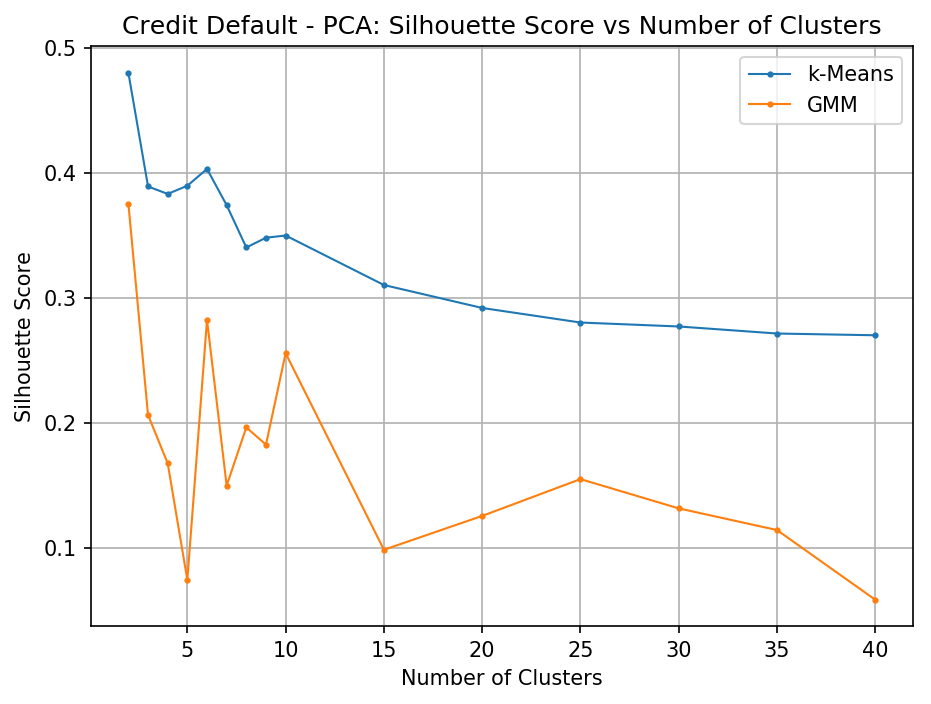 Credit Default - PCA: Silhouette Score vs Number of Clusters
k-Means
GMM
Silhouette Score
0.5
0.4
0.3
0.2
0.1
5 10 15 20 25 30 35 40
Number of Clusters